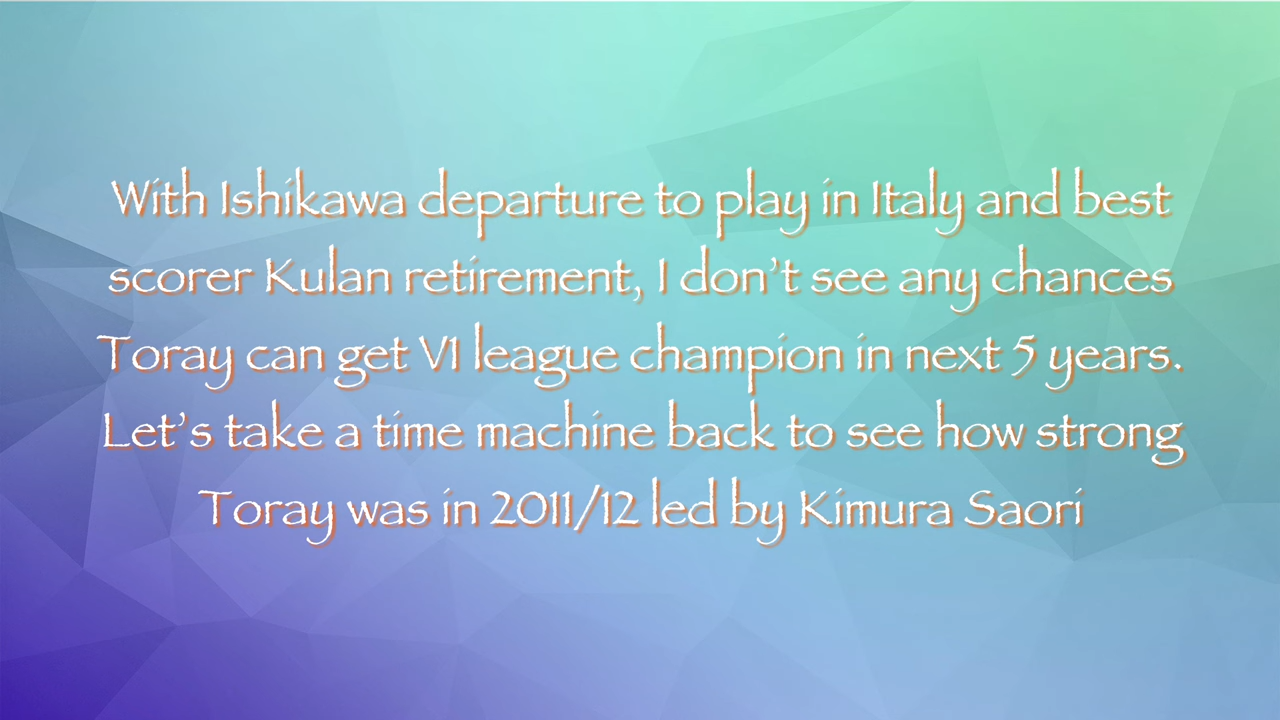 With Ishikawa departure to play in Italy and best
scorer Kulan retirement, I don't see any chances
Toray can get V1 league champion in next 5 years.
Let's take a time machine back to see how strong
Toray was in 2011/12 led by Kimura Saori